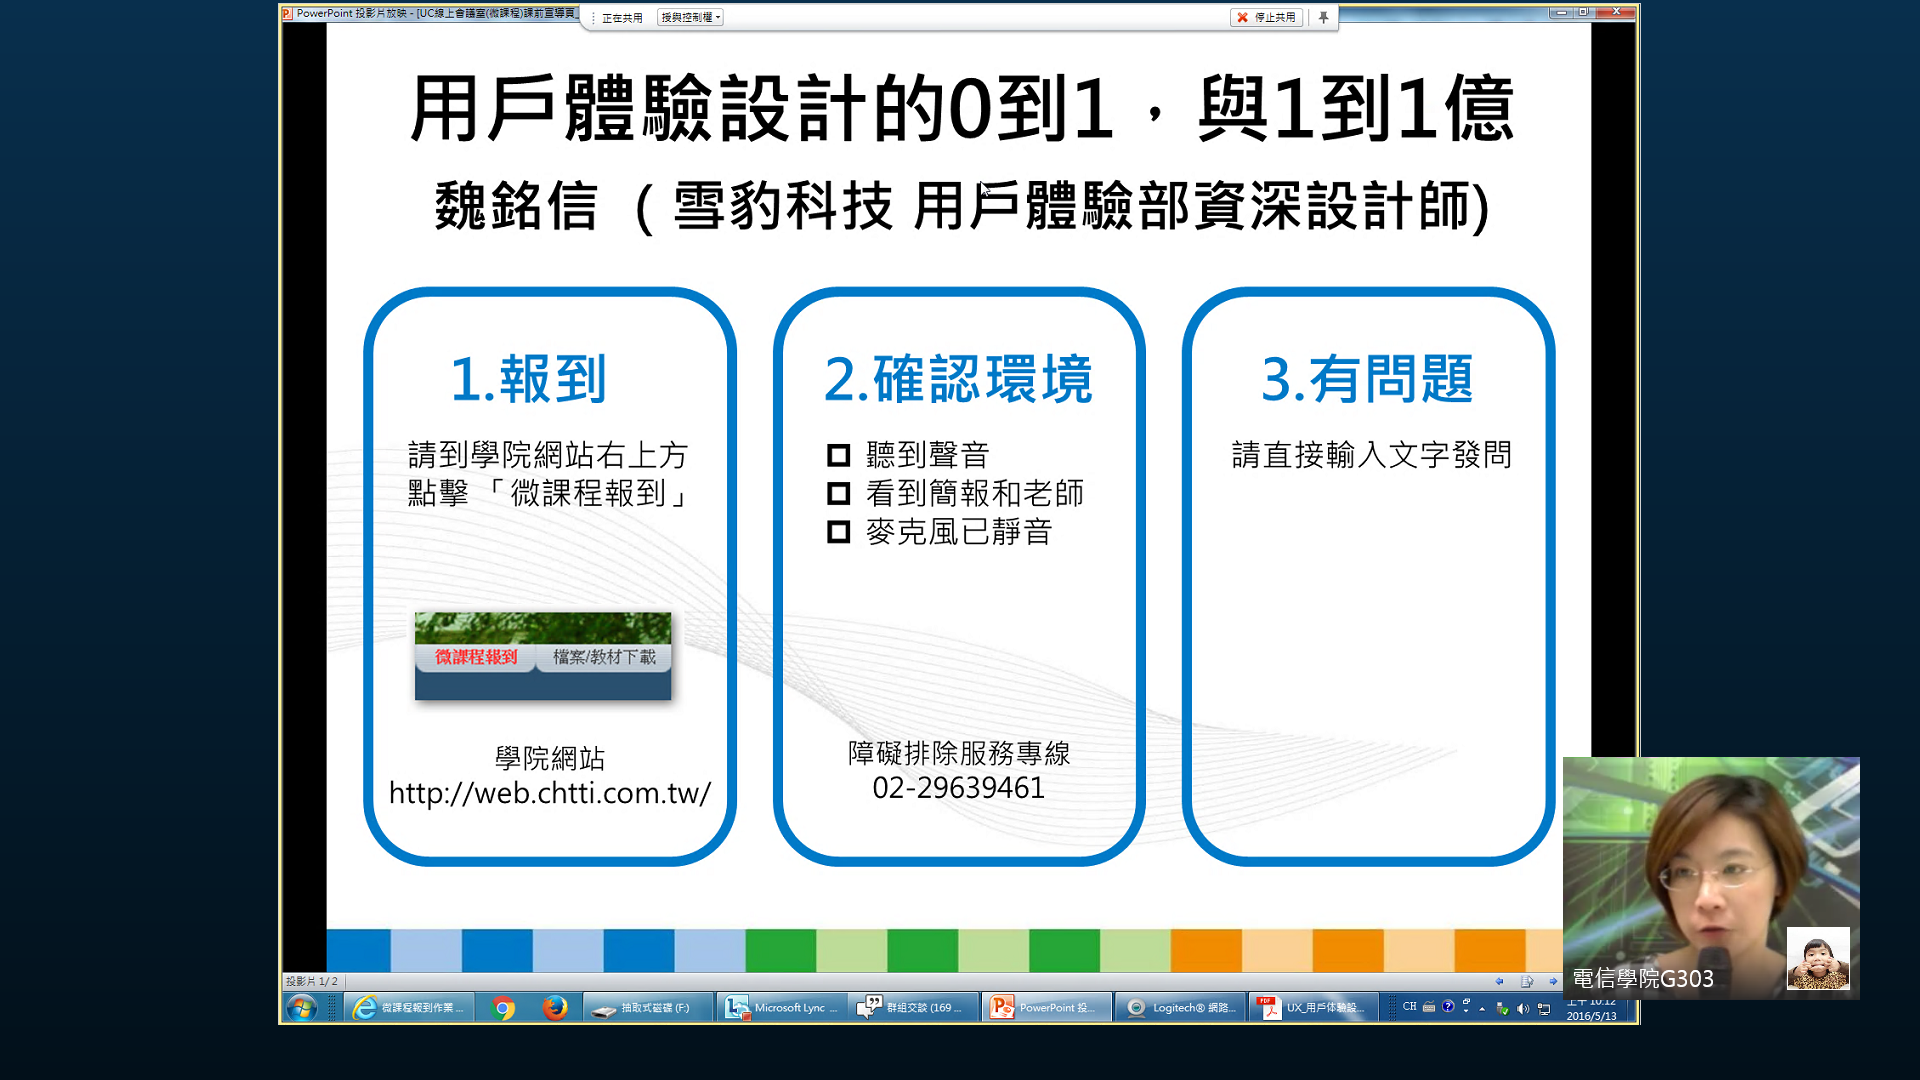 PowerPoint 投影片放映 - [UC線上會議室(微課程)課前宣導頁
正在共用
授與控制權
停止共用
用戶體驗設計的0到1，與1到1億
魏銘信 (雪豹科技 用戶體驗部資深設計師)
1.報到
請到學院網站右上方
點擊「微課程報到」
微課程報到
檔案/教材下載
學院網站
http://web.chtti.com.tw/
2.確認環境
聽到聲音
看到簡報和老師
麥克風已靜音
障礙排除服務專線
02-29639461
3.有問題
請直接輸入文字發問
電信學院G303
投影片 1/2
微課程報到作業...
抽取式磁碟 (F:)
Microsoft Lync ...
群組交談 (169 ...
PowerPoint 投...
Logitech® 網路...
UX_用戶体驗設...
CH
上午 10:12
2016/5/13